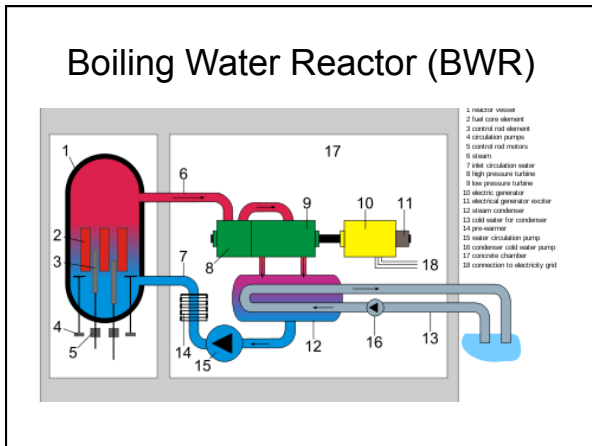 Boiling Water Reactor (BWR)
1 reactor vessel
2 fuel core element
3 control rod element
4 circulation pumps
5 control rod motors
6 steam
7 inlet circulation water
8 high pressure turbine
9 low pressure turbine
10 electric generator
11 electrical generator exciter
12 steam condenser
13 cold water for condenser
14 pre-warmer
15 water circulation pump
16 condenser cold water pump
17 concrete chamber
18 connection to electricity grid
1
17
6
9
10
11
2
3
7
8
18
4
5
14
15
12
16
13